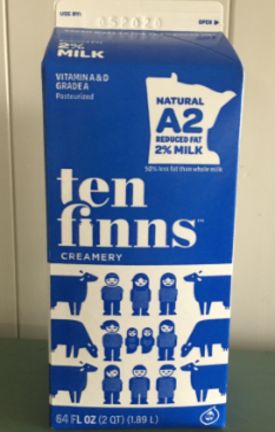 USE BY:
052020
OPEN
2%
MILK
VITAMIN A & D
GRADE A
Pasteurized
NATURAL
A2
REDUCED FAT
2% MILK
50% less fat than whole milk
ten
finns™
CREAMERY
64 FL OZ (2 QT) (1.89 L)